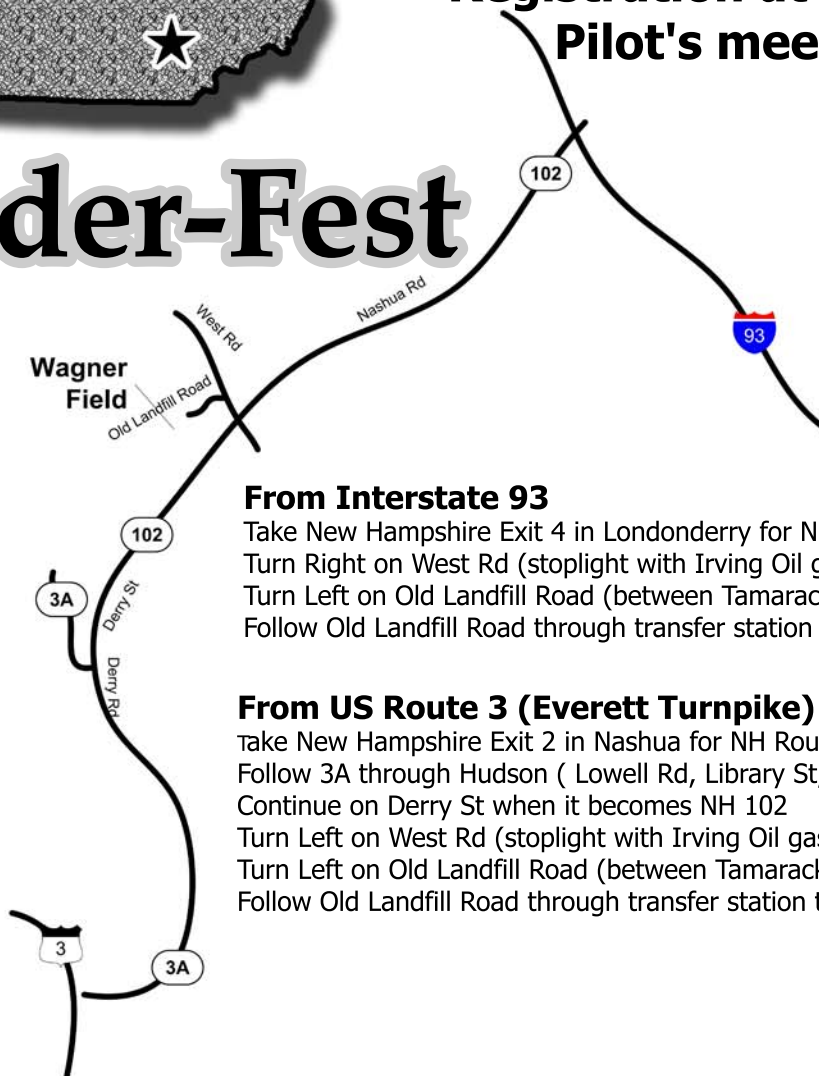 Registration at
Pilot's mee
102
der-Fest
Nashua Rd
West Rd
93
Wagner
Field
Old Landfill Road
From Interstate 93
Take New Hampshire Exit 4 in Londonderry for N
Turn Right on West Rd (stoplight with Irving Oil g
Turn Left on Old Landfill Road (between Tamarac
Follow Old Landfill Road through transfer station
102
3A
Derry St
Derry Rd
From US Route 3 (Everett Turnpike)
Take New Hampshire Exit 2 in Nashua for NH Rou
Follow 3A through Hudson ( Lowell Rd, Library St,
Continue on Derry St when it becomes NH 102
Turn Left on West Rd (stoplight with Irving Oil gas
Turn Left on Old Landfill Road (between Tamarack
Follow Old Landfill Road through transfer station t
3
3A